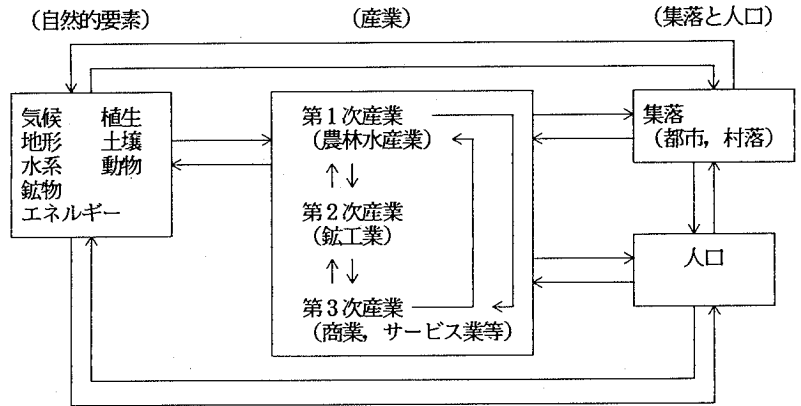 （自然的要素）
（産業）
（集落と人口）
気候　植生
地形　土壌
水系　動物
鉱物
エネルギー
第1次産業
（農林水産業）
↑↓
第2次産業
（鉱工業）
↑↓
第3次産業
（商業，サービス業等）
集落
（都市，村落）
人口